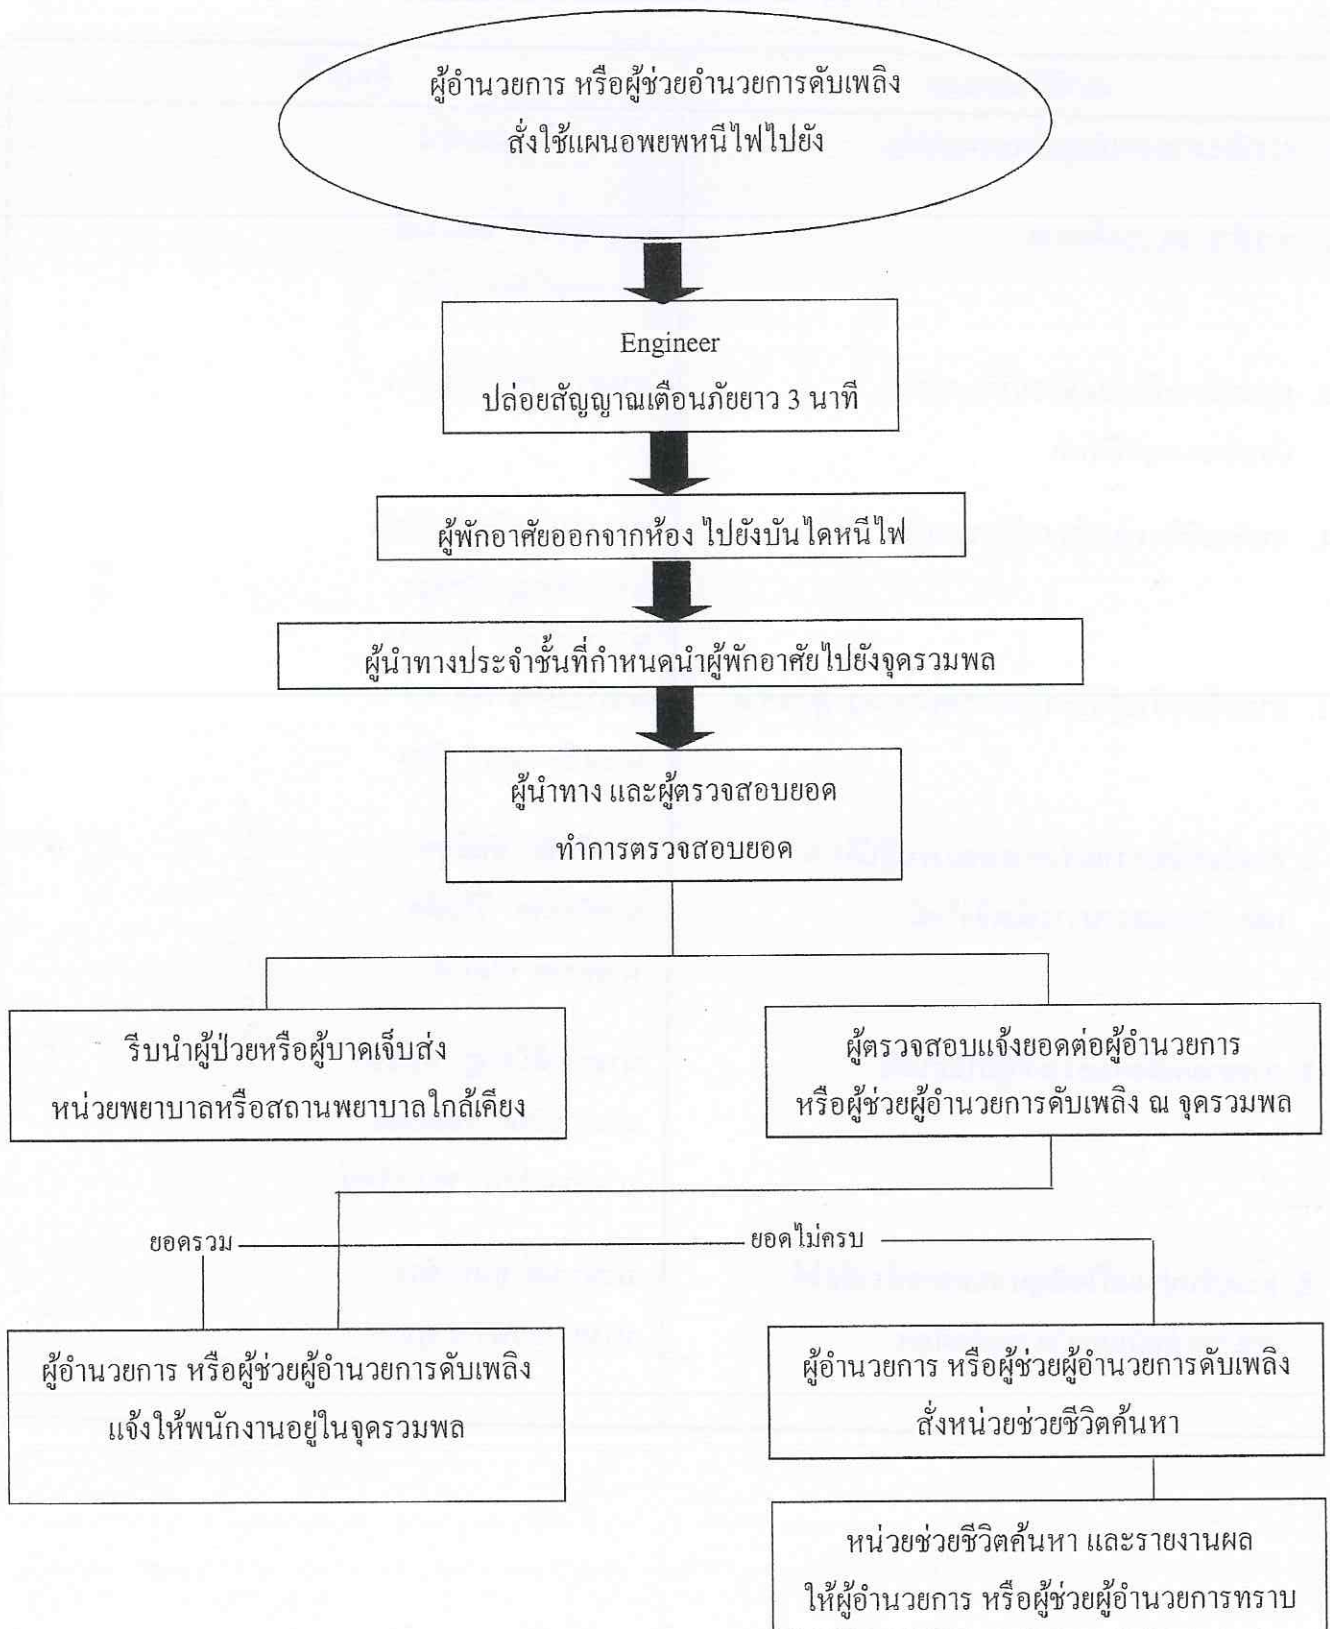 ผู้อำนวยการ หรือผู้ช่วยอำนวยการดับเพลิง
สั่งใช้แผนอพยพหนีไฟไปยัง
Engineer
ปล่อยสัญญาณเตือนภัยยาว 3 นาที
ผู้พักอาศัยออกจากห้อง ไปยังบันไดหนีไฟ
ผู้นำทางประจำชั้นที่กำหนดนำผู้พักอาศัยไปยังจุดรวมพล
ผู้นำทาง และผู้ตรวจสอบยอด
ทำการตรวจสอบยอด
รีบนำผู้ป่วยหรือผู้บาดเจ็บส่ง
หน่วยพยาบาลหรือสถานพยาบาลใกล้เคียง
ผู้ตรวจสอบแจ้งยอดต่อผู้อำนวยการ
หรือผู้ช่วยผู้อำนวยการดับเพลิง ณ จุดรวมพล
ยอดรวม
ยอดไม่ครบ
ผู้อำนวยการ หรือผู้ช่วยผู้อำนวยการดับเพลิง
แจ้งให้พนักงานอยู่ในจุดรวมพล
ผู้อำนวยการ หรือผู้ช่วยผู้อำนวยการดับเพลิง
สั่งหน่วยช่วยชีวิตค้นหา
หน่วยช่วยชีวิตค้นหา และรายงานผล
ให้ผู้อำนวยการ หรือผู้ช่วยผู้อำนวยการทราบ